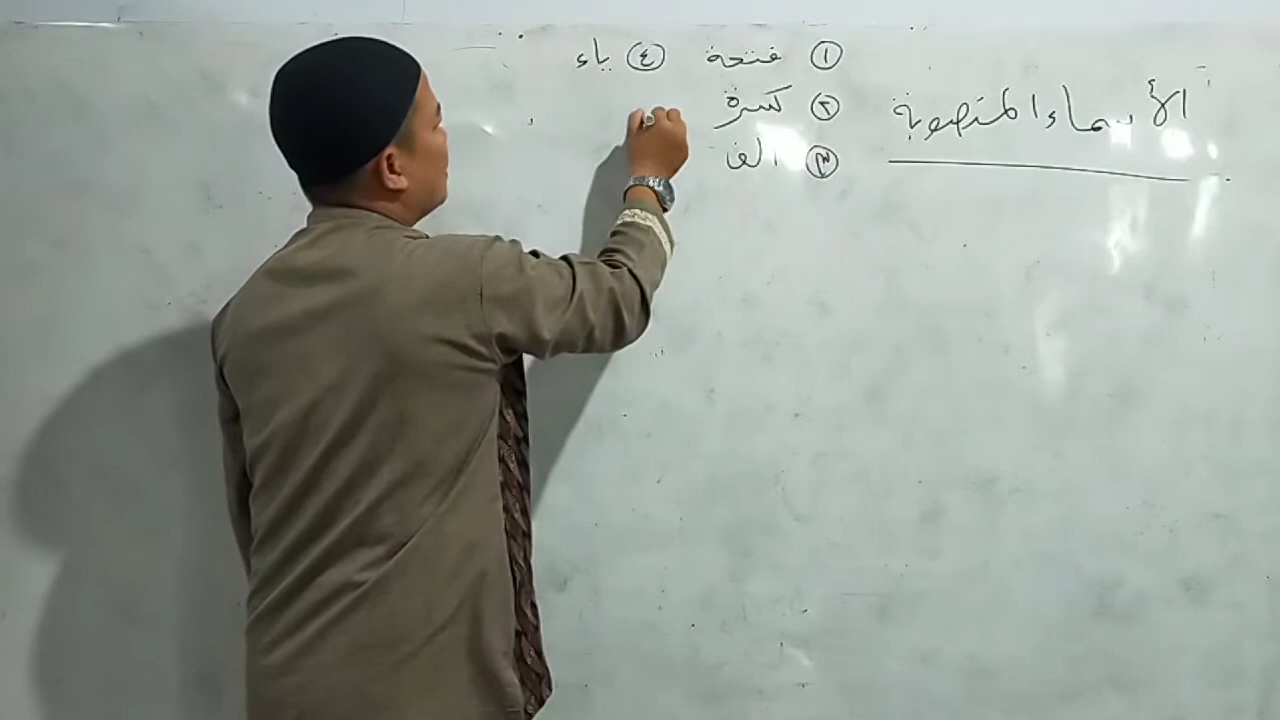 الأسماء المنصوبة
١ فتحة
٢ كسرة
٣ الف
٤ ياء